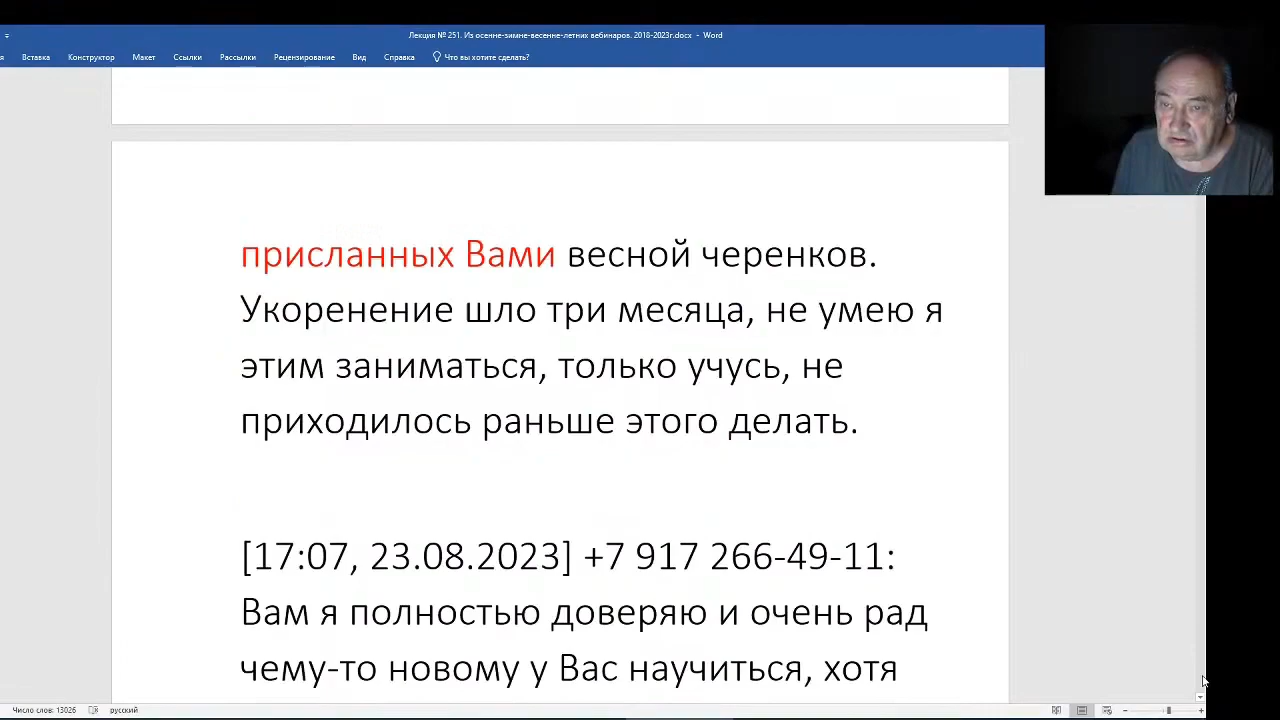 Лекция № 251. Из осенне-зимне-весенне-летних вебинаров. 2018-2023г.docx - Word
Вставка Конструктор Макет Ссылки Рассылки Рецензирование Вид Справка Что вы хотите сделать?
присланных Вами весной черенков.
Укоренение шло три месяца, не умею я
этим заниматься, только учусь, не
приходилось раньше этого делать.
[17:07, 23.08.2023] +7 917 266-49-11:
Вам я полностью доверяю и очень рад
чему-то новому у Вас научиться, хотя
Число слов: 13026 русский